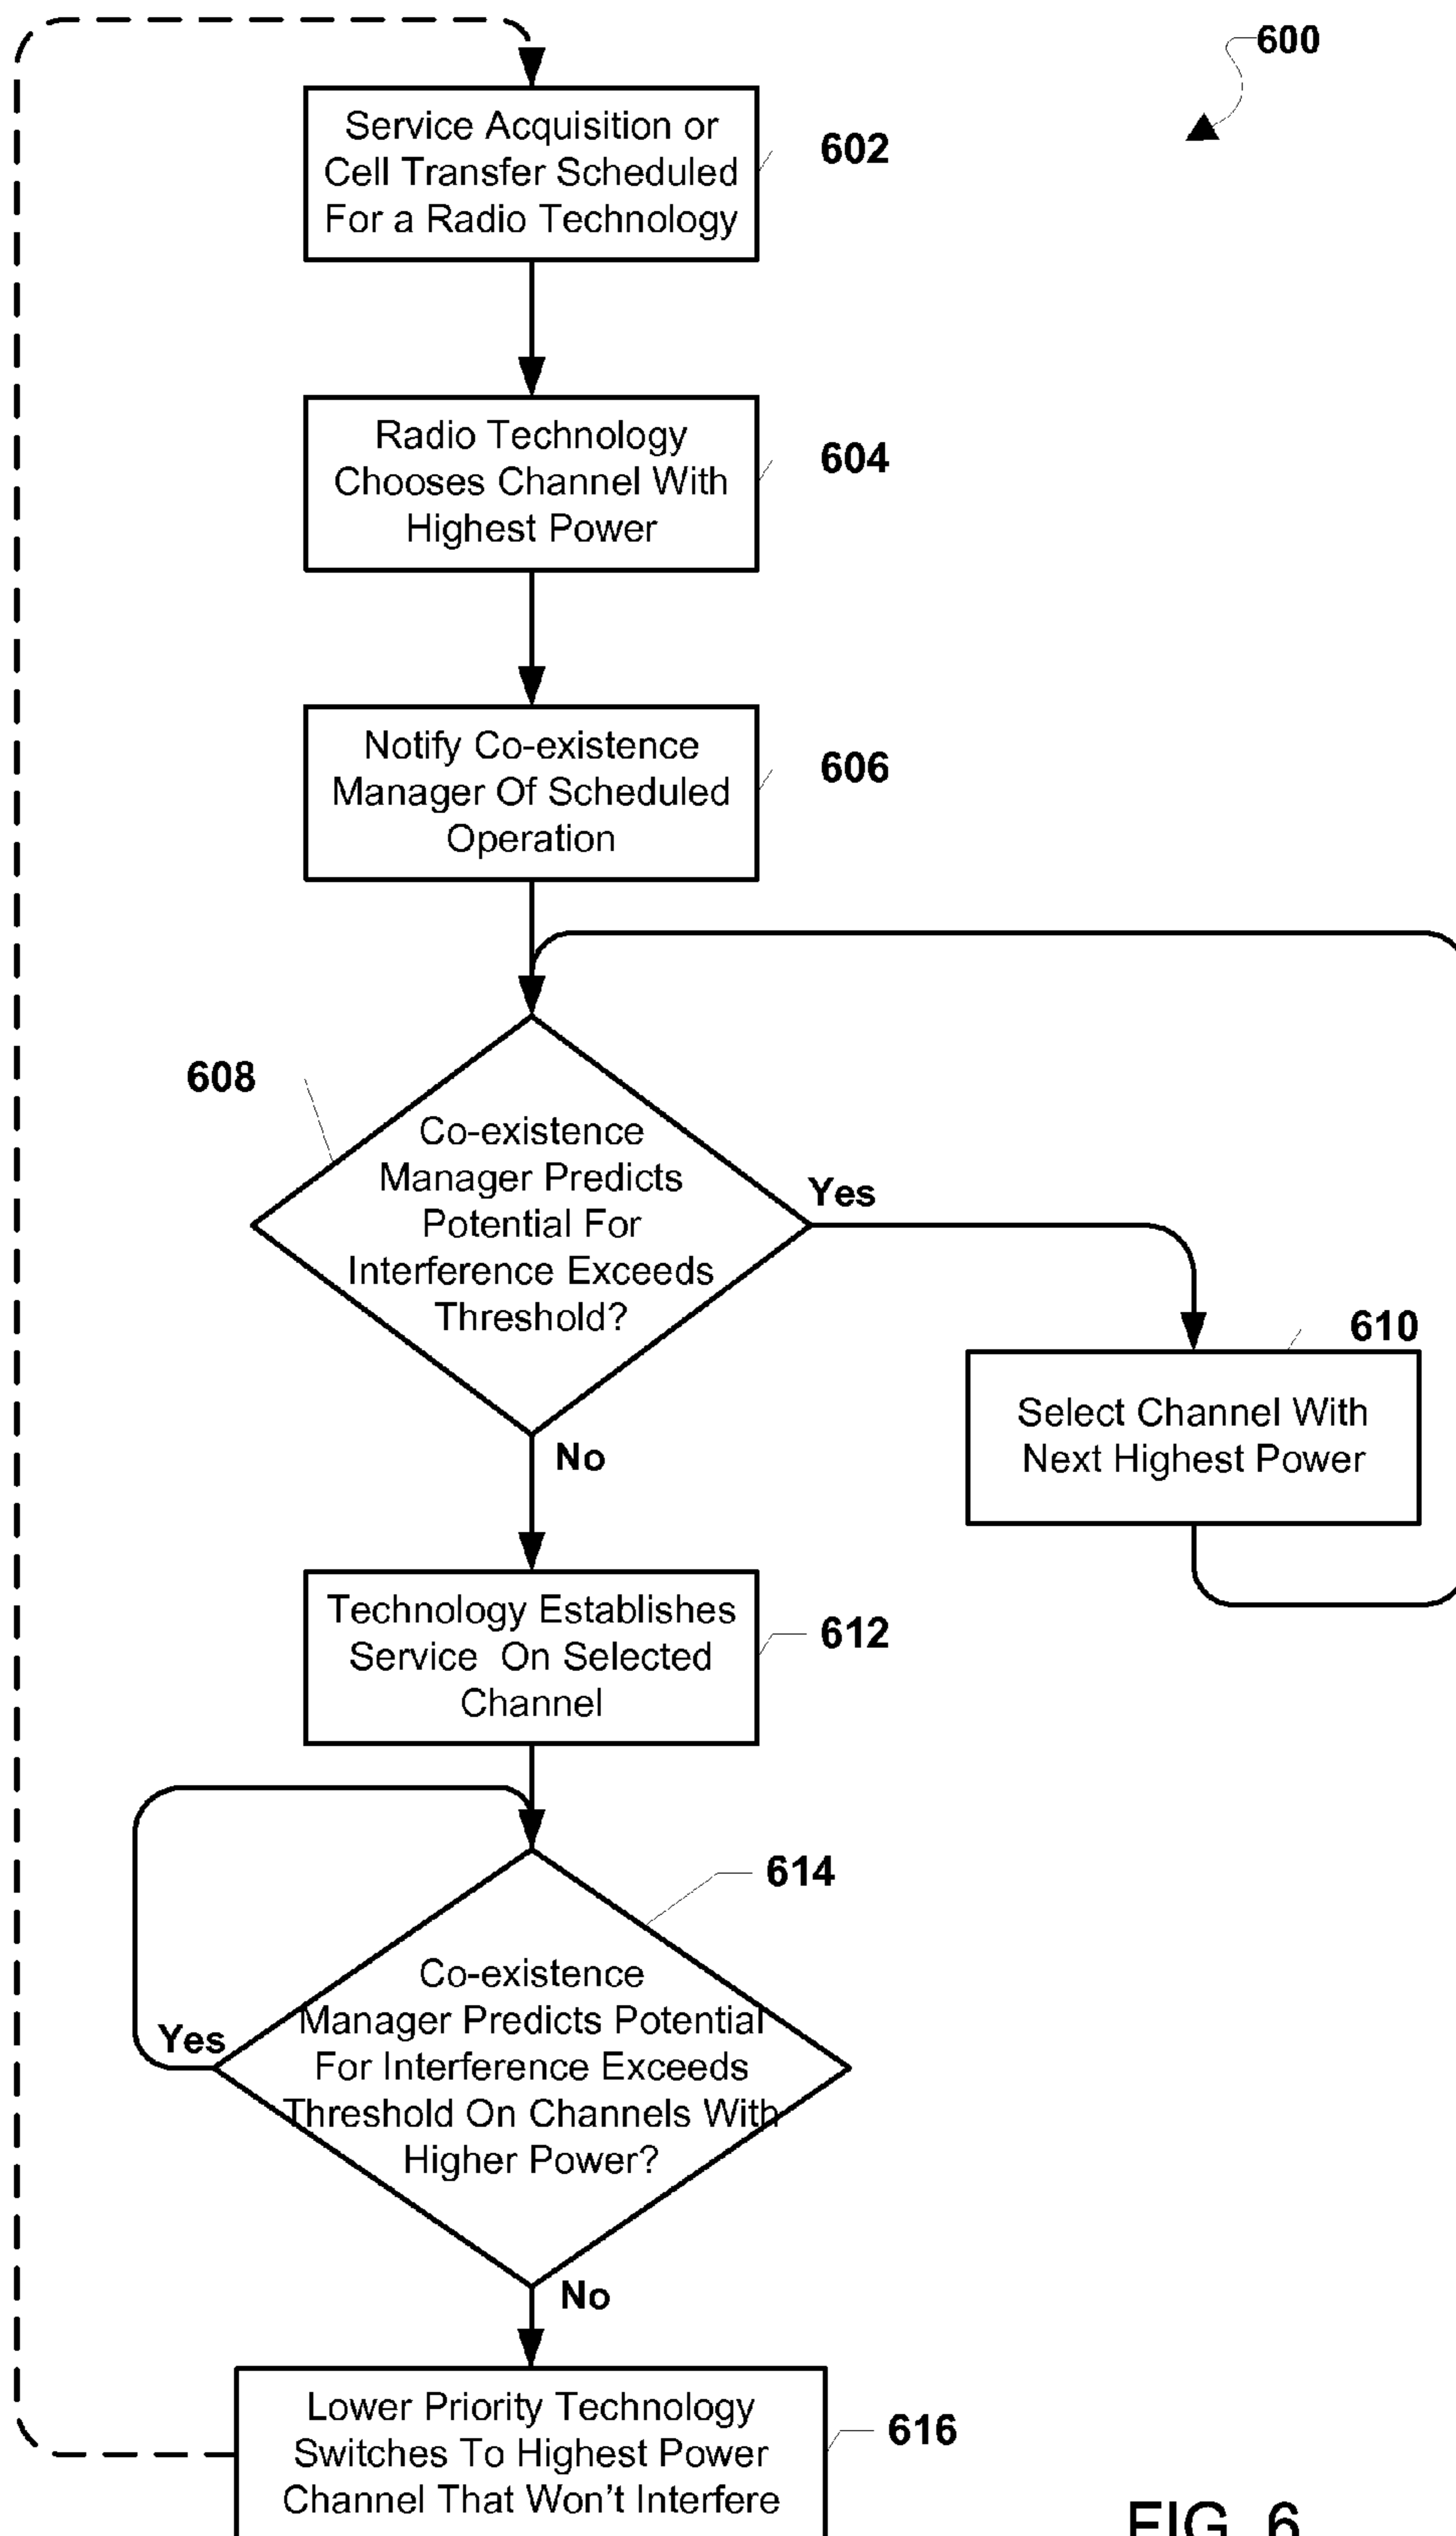 600
Service Acquisition or
Cell Transfer Scheduled
For a Radio Technology
602
Radio Technology
Chooses Channel With
Highest Power
604
Notify Co-existence
Manager Of Scheduled
Operation
606
608
Co-existence
Manager Predicts
Potential For
Interference Exceeds
Threshold?
Yes
610
Select Channel With
Next Highest Power
No
Technology Establishes
Service On Selected
Channel
612
614
Co-existence
Manager Predicts Potential
For Interference Exceeds
Threshold On Channels With
Higher Power?
Yes
No
Lower Priority Technology
Switches To Highest Power
Channel That Won't Interfere
616
FIG. 6